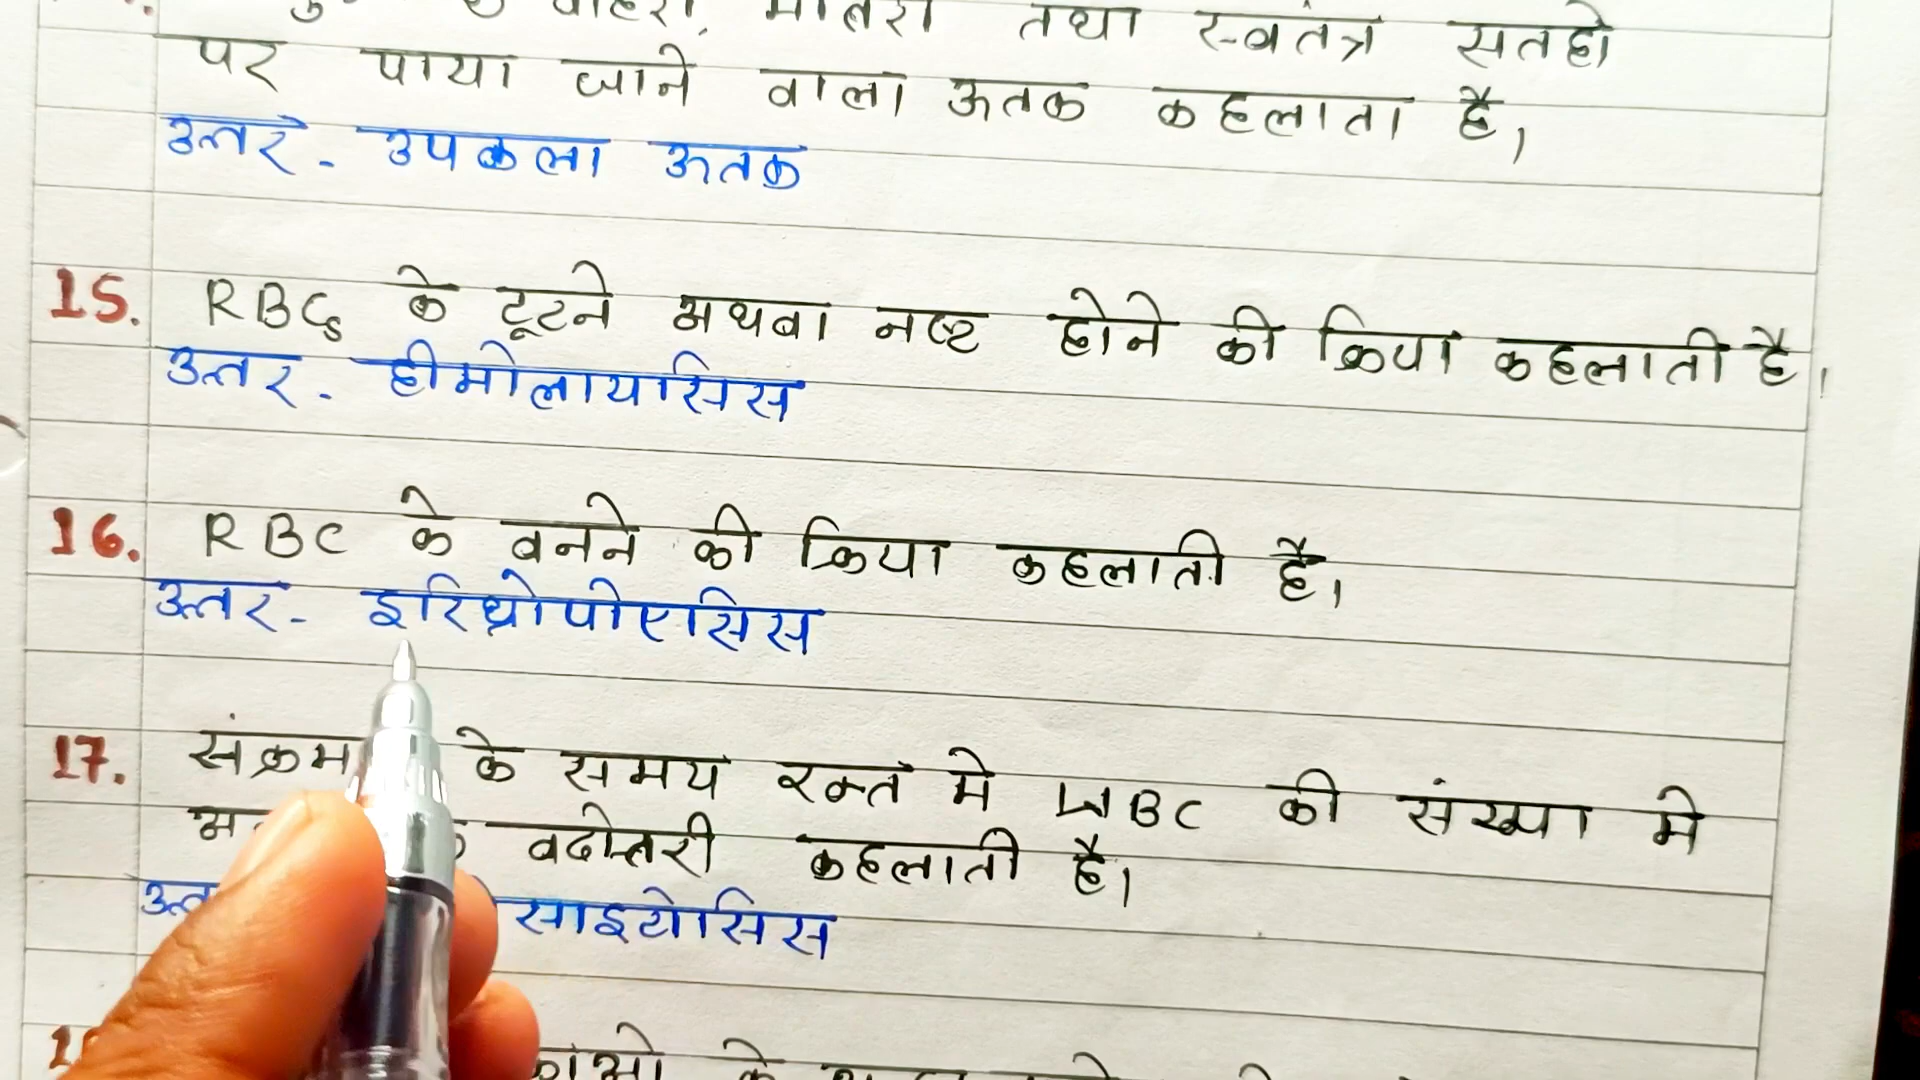 तथा स्वतंत्र सतहो
पर पाया जाने वाला ऊतक कहलाता है।
उत्तर - उपकला ऊतक
15. RBCs के टूटने अथवा नष्ट होने की क्रिया कहलाती है।
उत्तर - हीमोलायसिस
16. RBC के बनने की क्रिया कहलाती है।
उत्तर - इरिथ्रोपोएसिस
17. के समय रक्त मे WBC की संख्या मे
बढोत्तरी कहलाती है।
साइटोसिस
के